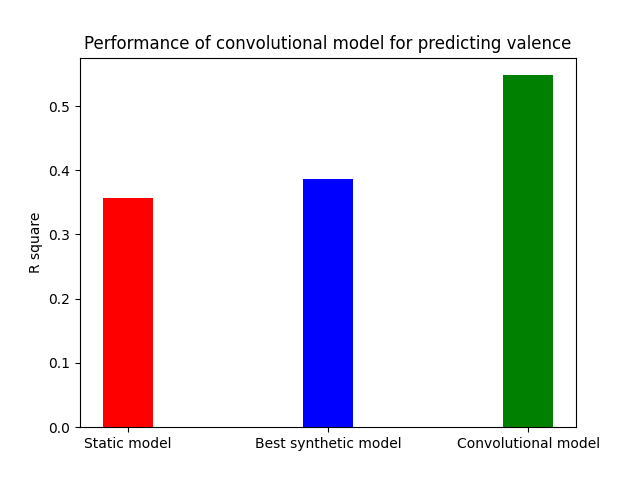 Performance of convolutional model for predicting valence
R square
0.5
0.4
0.3
0.2
0.1
0.0
Static model
Best synthetic model
Convolutional model